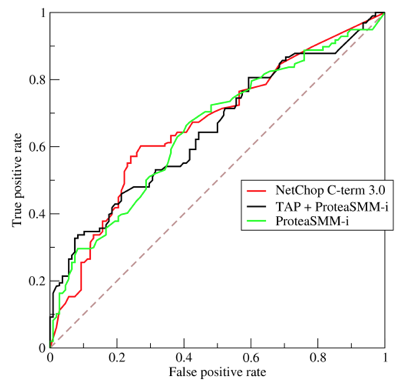 1
0.8
0.6
0.4
0.2
0
0 0.2 0.4 0.6 0.8 1
True positive rate
False positive rate
NetChop C-term 3.0
TAP + ProteaSMM-i
ProteaSMM-i